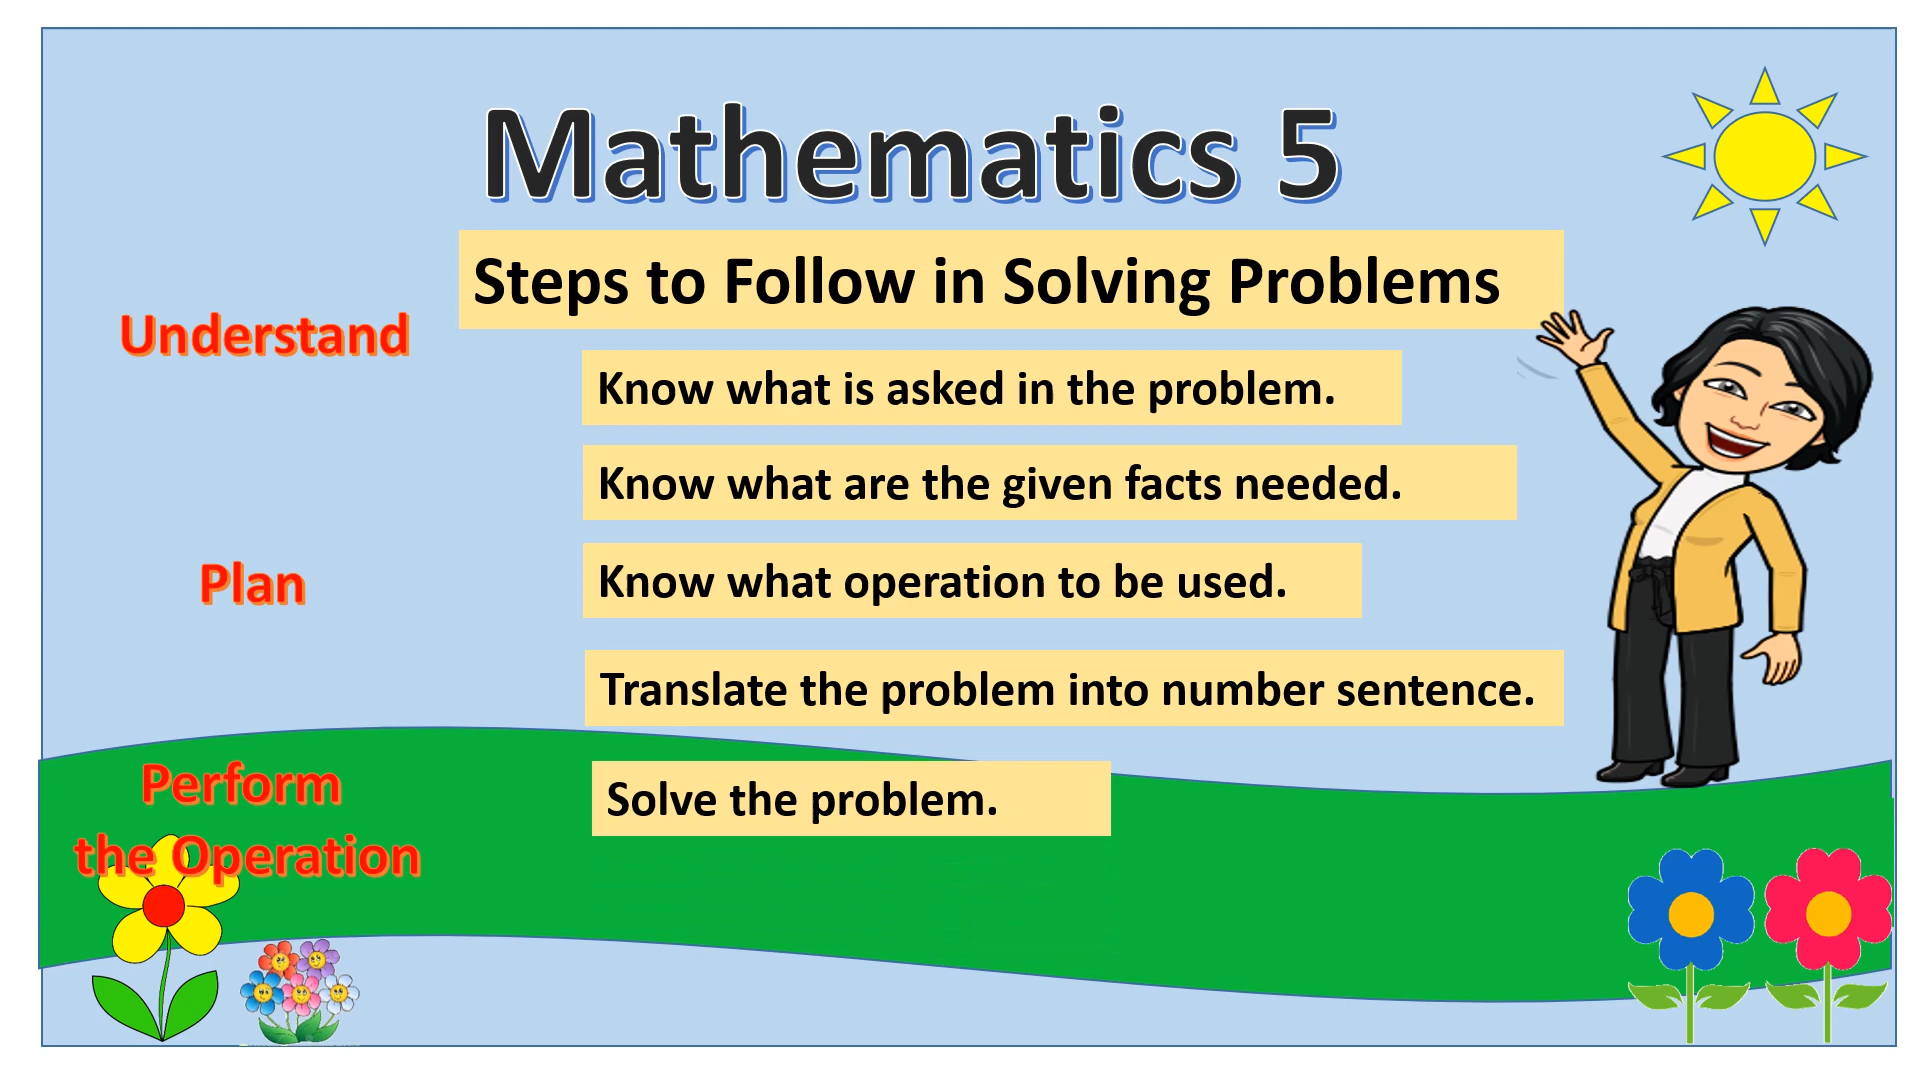 Mathematics 5
Steps to Follow in Solving Problems
Understand
Know what is asked in the problem.
Know what are the given facts needed.
Plan
Know what operation to be used.
Translate the problem into number sentence.
Perform
the Operation
Solve the problem.